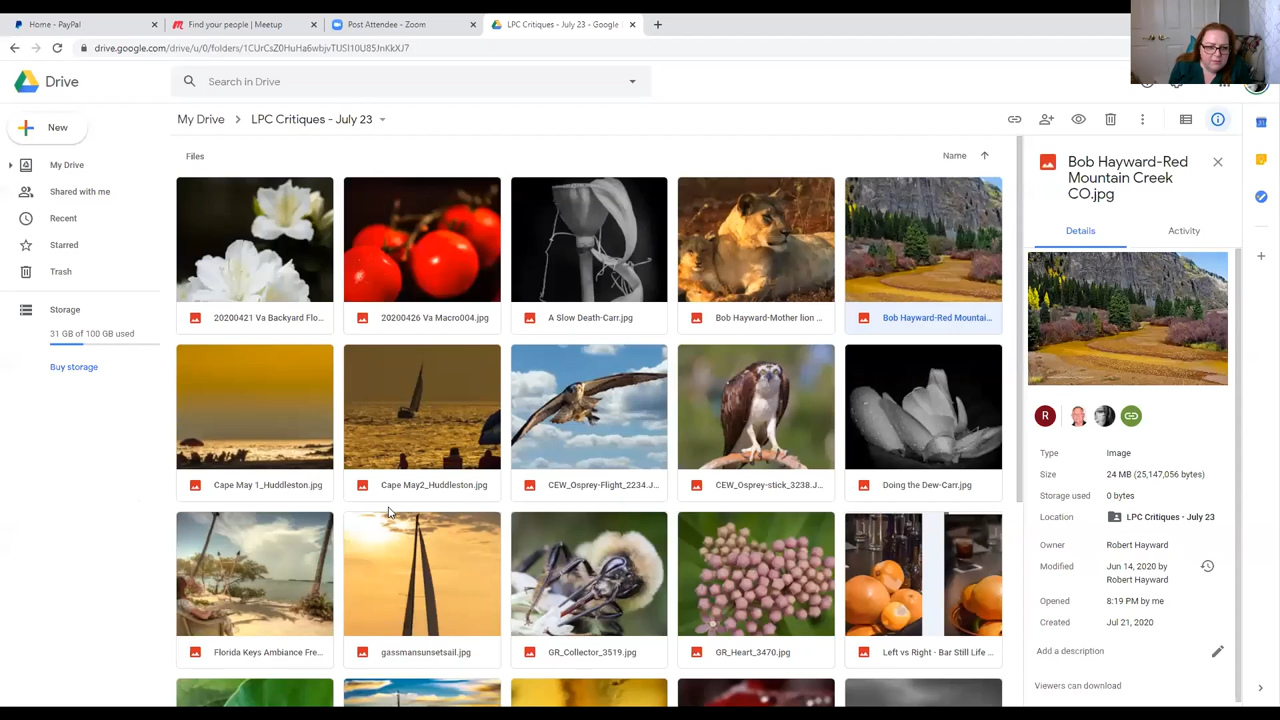 Home - PayPal
Find your people | Meetup
Post Attendee - Zoom
LPC Critiques - July 23 - Google
drive.google.com/drive/u/0/folders/1CUrCsZ0HuHa6wbjvTUSI10U85JnKkXJ7
Drive
Search in Drive
New
My Drive
Shared with me
Recent
Starred
Trash
Storage
31 GB of 100 GB used
Buy storage
My Drive
LPC Critiques - July 23
Files
Name
20200421 Va Backyard Flo...
20200426 Va Macro004.jpg
A Slow Death-Carr.jpg
Bob Hayward-Mother lion ...
Bob Hayward-Red Mountai...
Cape May 1_Huddleston.jpg
Cape May2_Huddleston.jpg
CEW_Osprey-Flight_2234.J...
CEW_Osprey-stick_3238.J...
Doing the Dew-Carr.jpg
Florida Keys Ambiance Fre...
gassmansunsetsail.jpg
GR_Collector_3519.jpg
GR_Heart_3470.jpg
Left vs Right - Bar Still Life ...
Bob Hayward-Red
Mountain Creek
CO.jpg
Details
Activity
R
Type
Image
Size
24 MB (25,147,056 bytes)
Storage used
0 bytes
Location
LPC Critiques - July 23
Owner
Robert Hayward
Modified
Jun 14, 2020 by
Robert Hayward
Opened
8:19 PM by me
Created
Jul 21, 2020
Add a description
Viewers can download